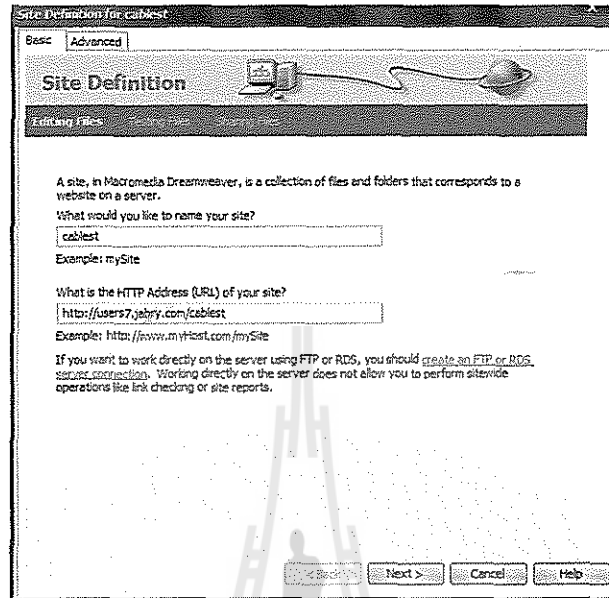 Site Definition for cablest
Basic Advanced
Site Definition
Editing Files Testing Files Sharing Files
A site, in Macromedia Dreamweaver, is a collection of files and folders that corresponds to a
website on a server.
What would you like to name your site?
cablest
Example: mySite
What is the HTTP Address (URL) of your site?
http://users7.jabry.com/cablest
Example: http://www.myHost.com/mySite
If you want to work directly on the server using FTP or RDS, you should create an FTP or RDS
server connection. Working directly on the server does not allow you to perform sitewide
operations like link checking or site reports.
< Back Next > Cancel Help